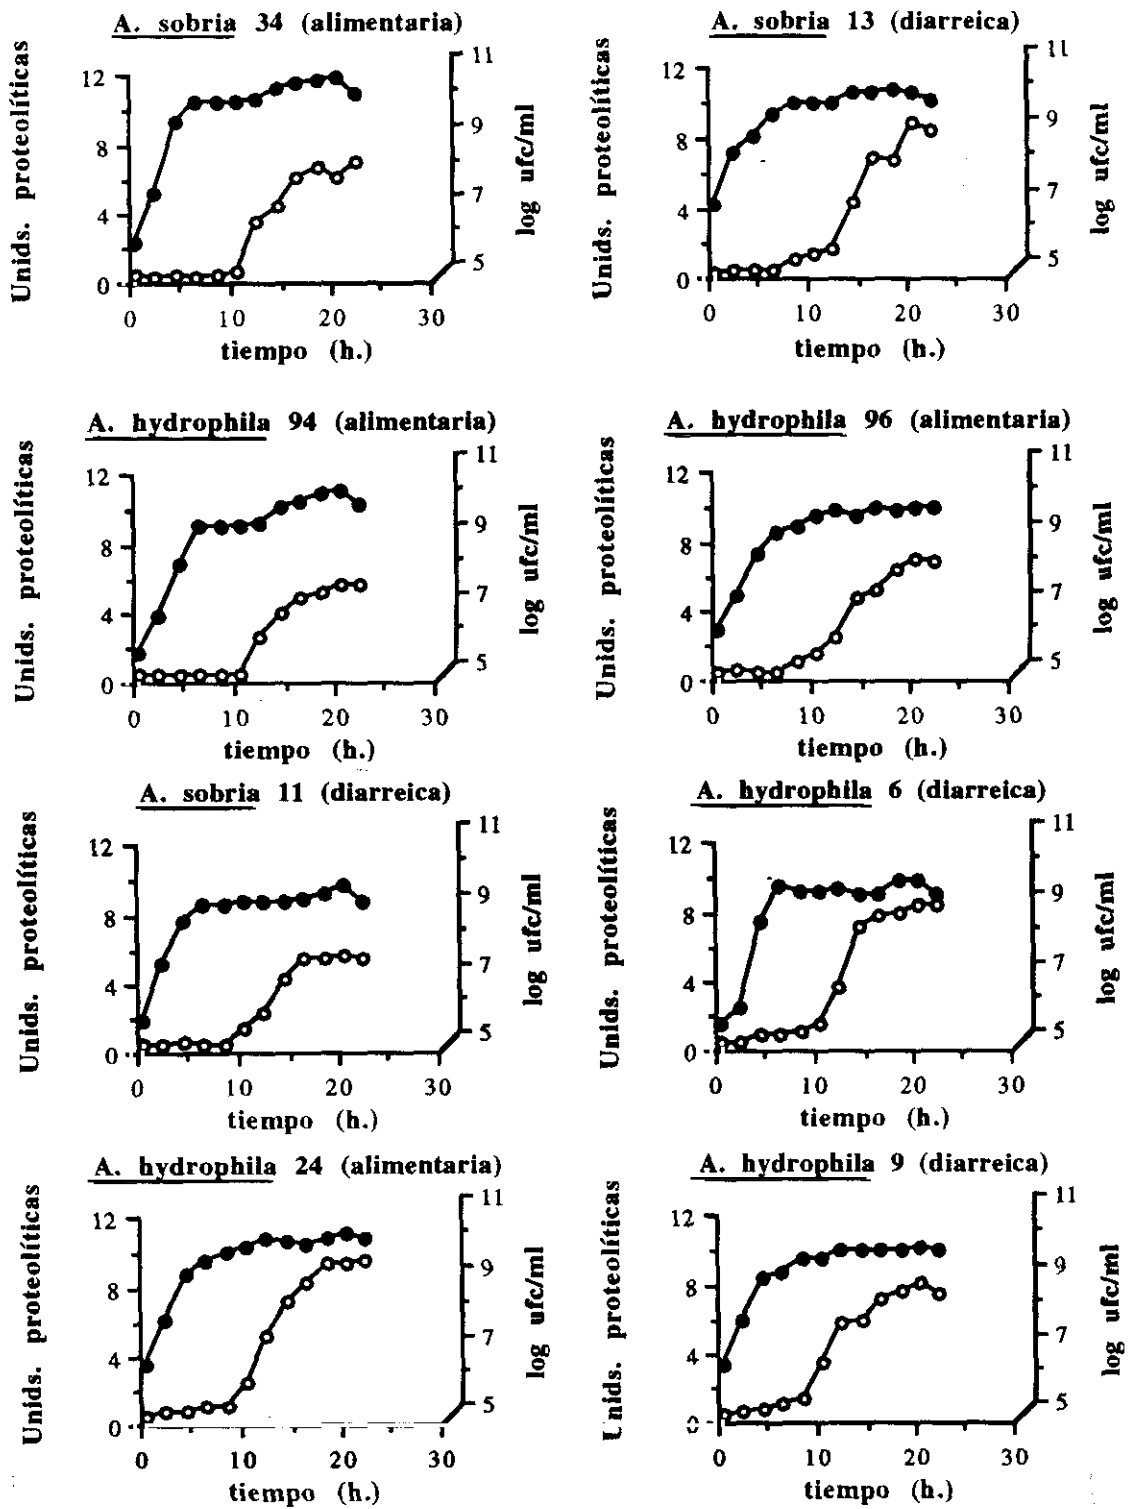 A. sobria 34 (alimentaria)
Unids. proteolíticas
12
8
4
0
11
9
7
5
log ufc/ml
0 10 20 30
tiempo (h.)
A. sobria 13 (diarreica)
Unids. proteolíticas
12
8
4
0
11
9
7
5
log ufc/ml
0 10 20 30
tiempo (h.)
A. hydrophila 94 (alimentaria)
Unids. proteolíticas
12
8
4
0
11
9
7
5
log ufc/ml
0 10 20 30
tiempo (h.)
A. hydrophila 96 (alimentaria)
Unids. proteolíticas
12
8
4
0
11
9
7
5
log ufc/ml
0 10 20 30
tiempo (h.)
A. sobria 11 (diarreica)
Unids. proteolíticas
12
8
4
0
11
9
7
5
log ufc/ml
0 10 20 30
tiempo (h.)
A. hydrophila 6 (diarreica)
Unids. proteolíticas
12
8
4
0
11
9
7
5
log ufc/ml
0 10 20 30
tiempo (h.)
A. hydrophila 24 (alimentaria)
Unids. proteolíticas
12
8
4
0
11
9
7
5
log ufc/ml
0 10 20 30
tiempo (h.)
A. hydrophila 9 (diarreica)
Unids. proteolíticas
12
8
4
0
11
9
7
5
log ufc/ml
0 10 20 30
tiempo (h.)